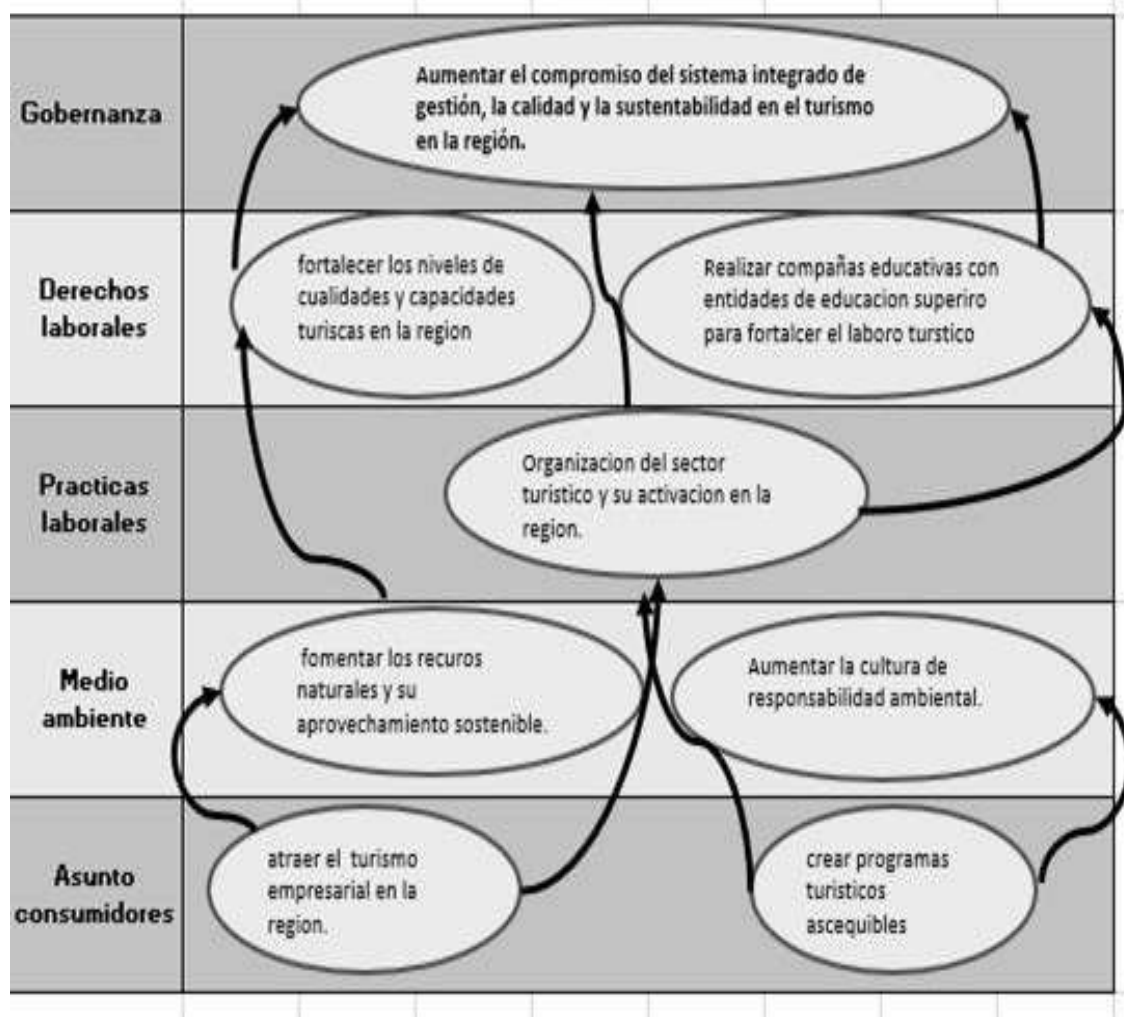 Gobernanza
Aumentar el compromiso del sistema integrado de
gestión, la calidad y la sustentabilidad en el turismo
en la región.
Derechos
laborales
fortalecer los niveles de
cualidades y capacidades
turiscas en la region
Realizar compañas educativas con
entidades de educacion superiro
para fortalcer el laboro turstico
Practicas
laborales
Organizacion del sector
turistico y su activacion en la
region.
Medio
ambiente
fomentar los recuros
naturales y su
aprovechamiento sostenible.
Aumentar la cultura de
responsabilidad ambiental.
Asunto
consumidores
atraer el turismo
empresarial en la
region.
crear programas
turisticos
ascequibles